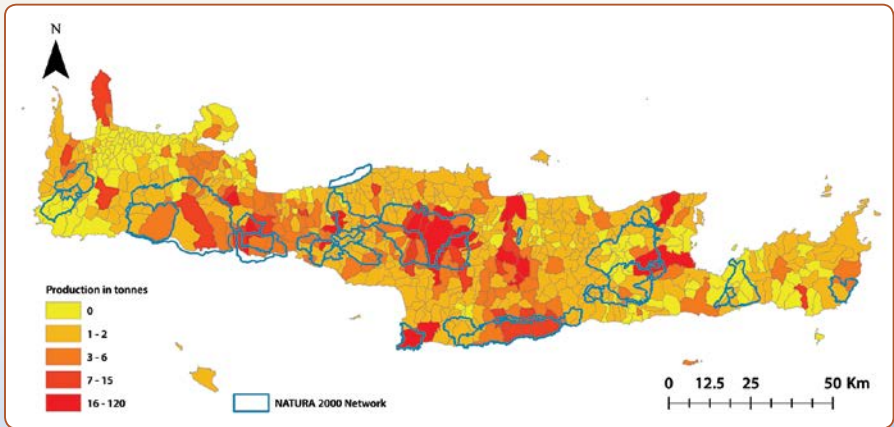 N
Production in tonnes
0
1 - 2
3 - 6
7 - 15
16 - 120
NATURA 2000 Network
0 12.5 25 50 Km